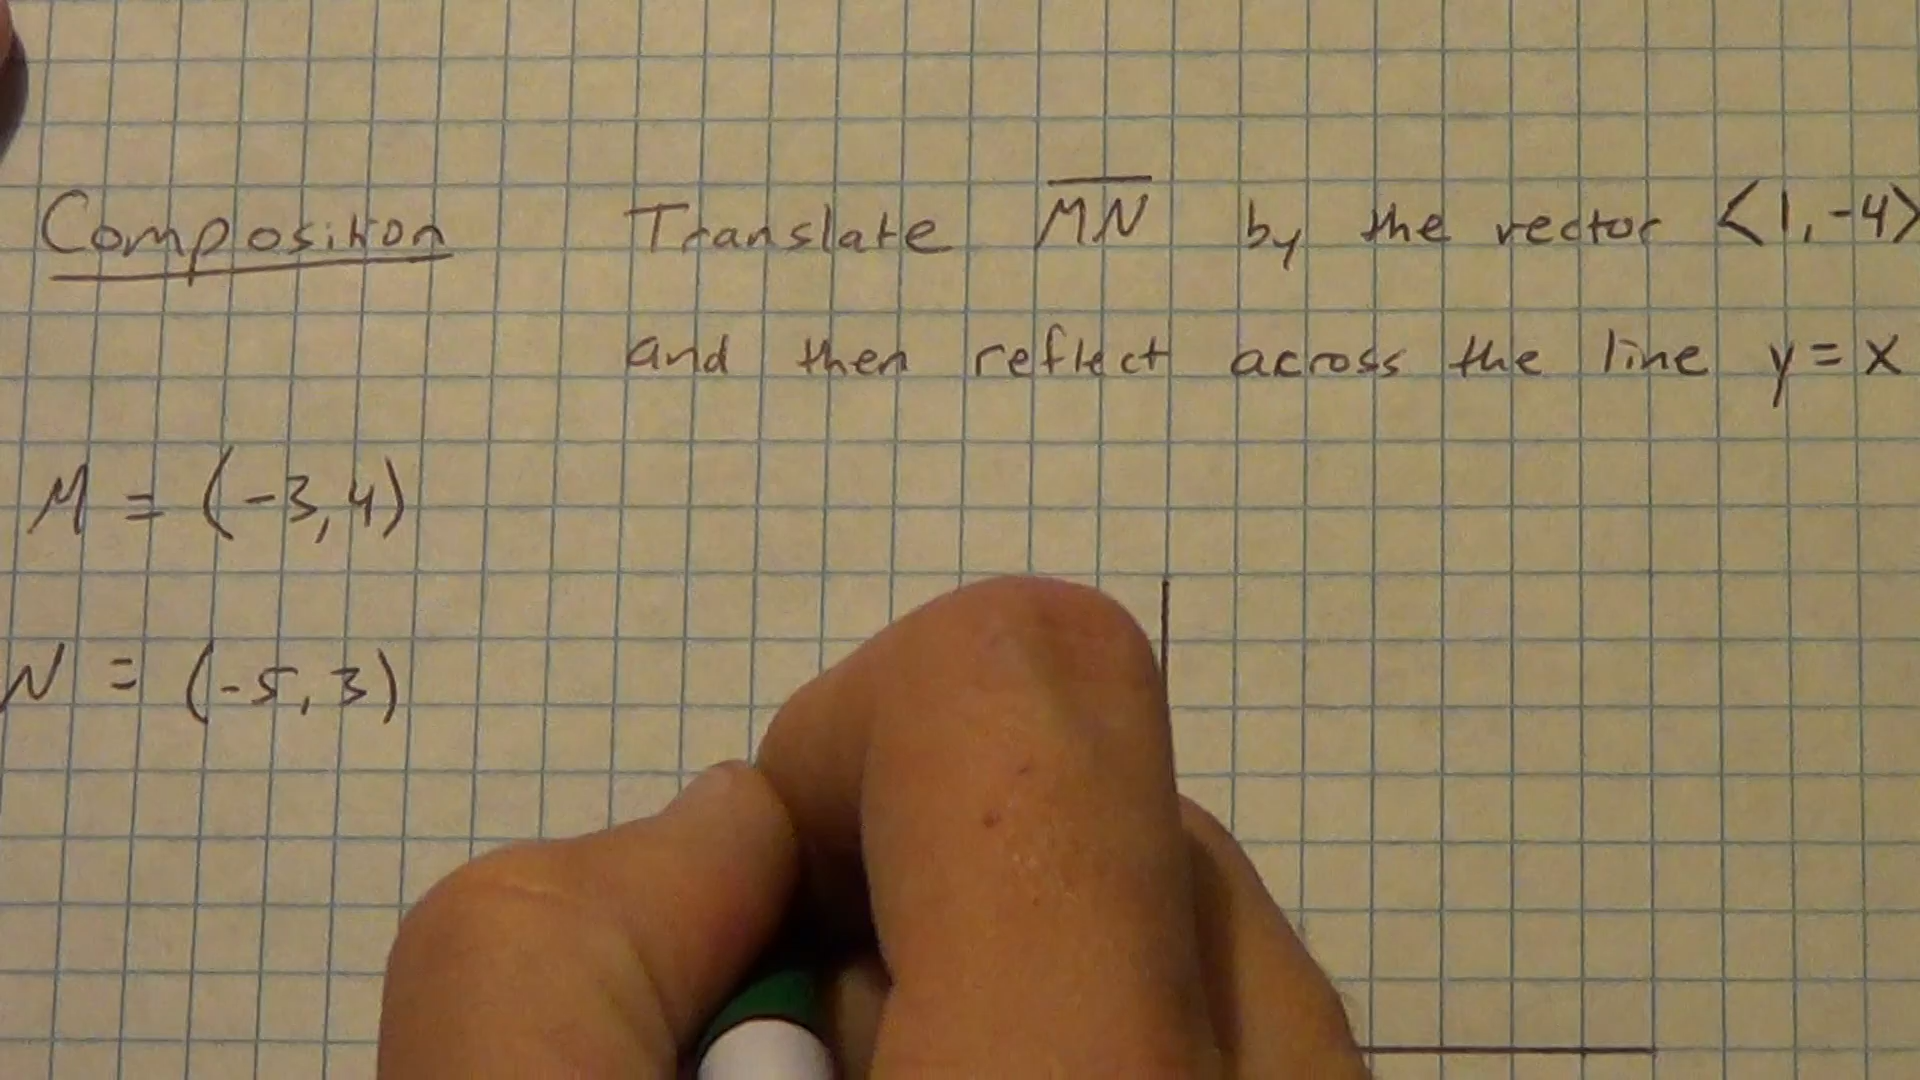 Composition
Translate MN by the vector <1, -4>
and then reflect across the line y = x
M = (-3, 4)
N = (-5, 3)